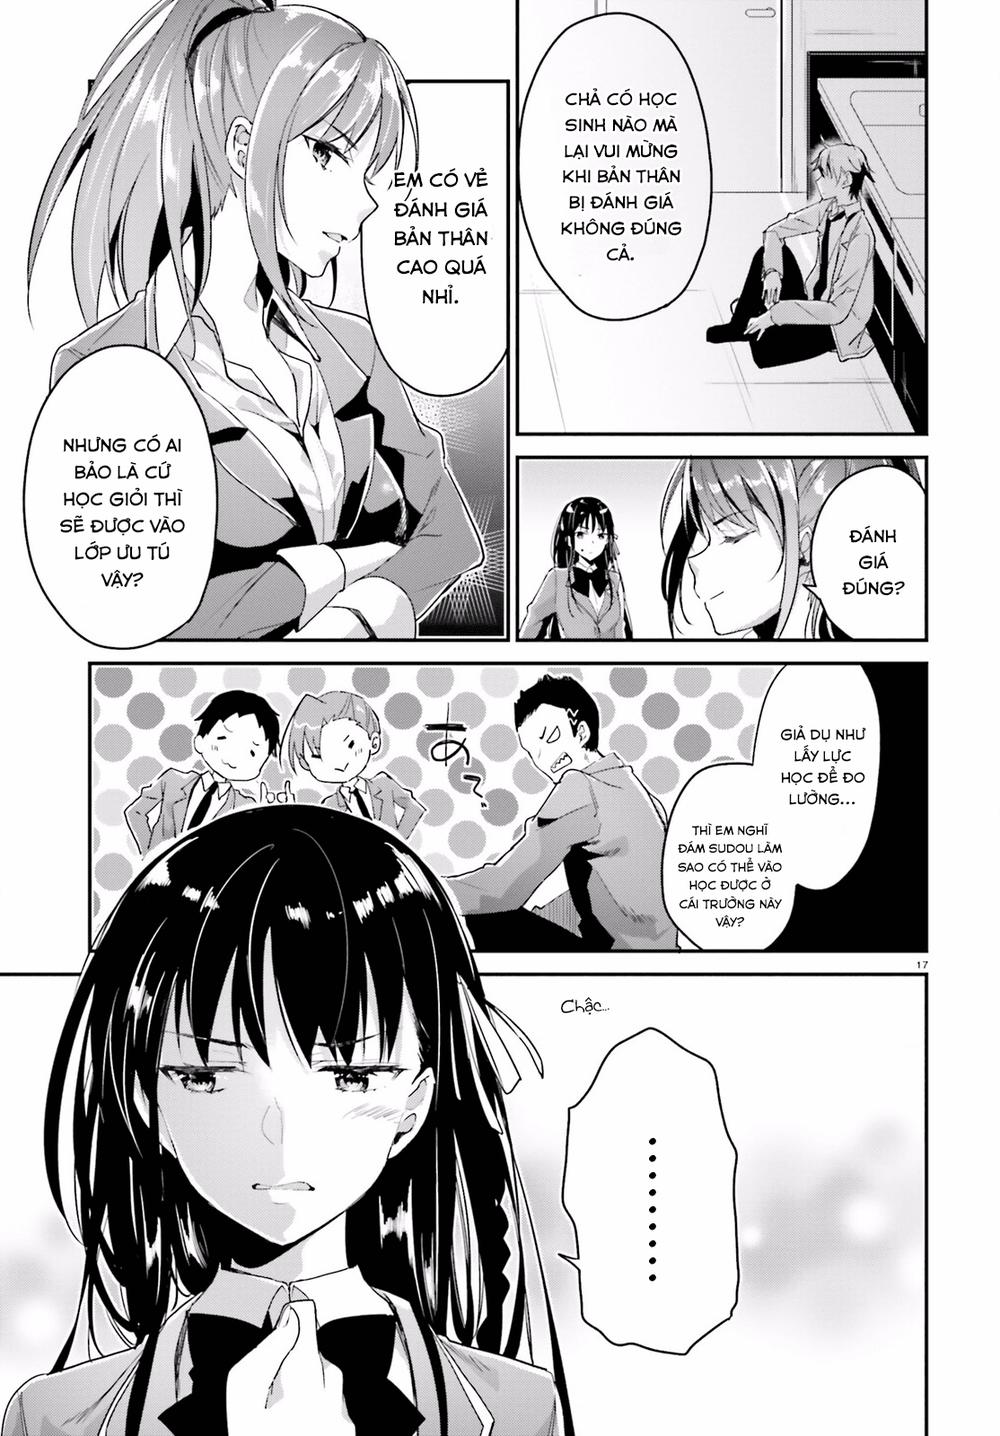 CHẢ CÓ HỌC
SINH NÀO MÀ
LẠI VUI MỪNG
KHI BẢN THÂN
BỊ ĐÁNH GIÁ
KHÔNG ĐÚNG
CẢ.
ĐÁNH
GIÁ
ĐÚNG?
EM CÓ VẺ
ĐÁNH GIÁ
BẢN THÂN
CAO QUÁ
NHỈ.
NHƯNG CÓ AI
BẢO LÀ CỨ
HỌC GIỎI THÌ
SẼ ĐƯỢC VÀO
LỚP ƯU TÚ
VẬY?
GIẢ DỤ NHƯ
LẤY LỰC
HỌC ĐỂ ĐO
LƯỜNG...
THÌ EM NGHĨ
ĐÁM SUDOU LÀM
SAO CÓ THỂ VÀO
HỌC ĐƯỢC Ở
CÁI TRƯỜNG NÀY
VẬY?
あぁ?
17
Chậc...
.........